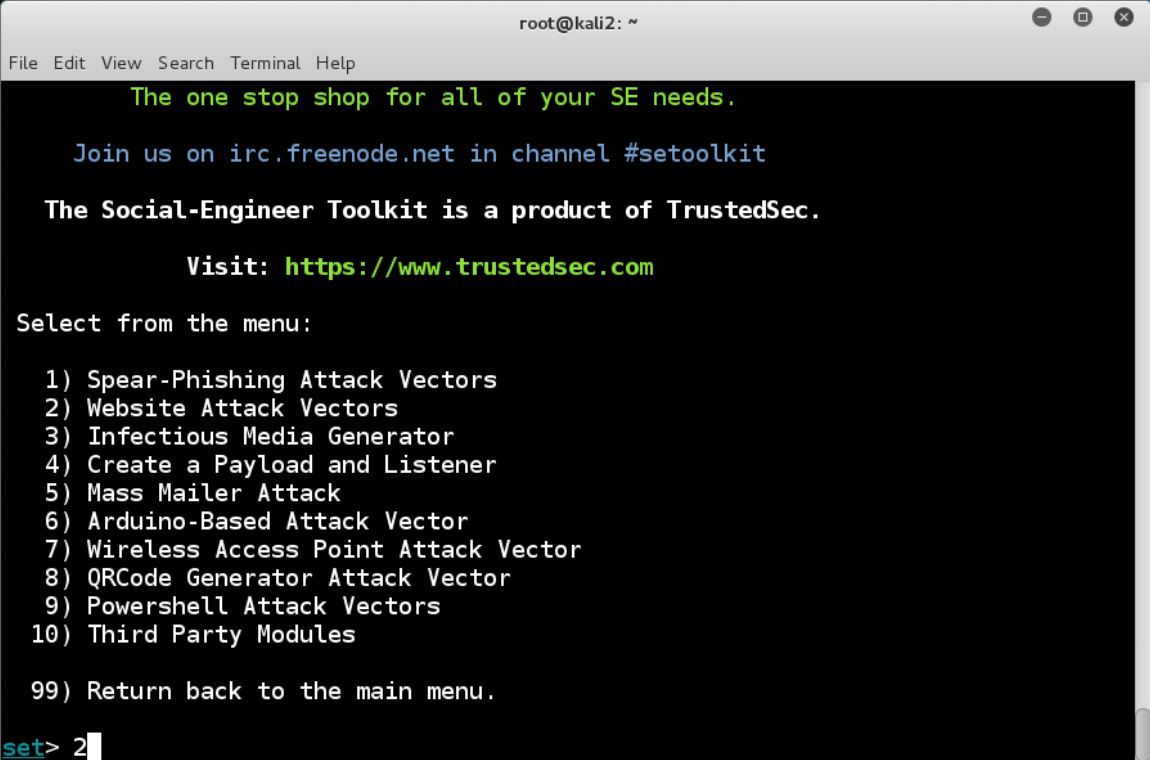 root@kali2: ~
File Edit View Search Terminal Help
The one stop shop for all of your SE needs.
Join us on irc.freenode.net in channel #setoolkit
The Social-Engineer Toolkit is a product of TrustedSec.
Visit: https://www.trustedsec.com
Select from the menu:
1) Spear-Phishing Attack Vectors
2) Website Attack Vectors
3) Infectious Media Generator
4) Create a Payload and Listener
5) Mass Mailer Attack
6) Arduino-Based Attack Vector
7) Wireless Access Point Attack Vector
8) QRCode Generator Attack Vector
9) Powershell Attack Vectors
10) Third Party Modules
99) Return back to the main menu.
set> 2